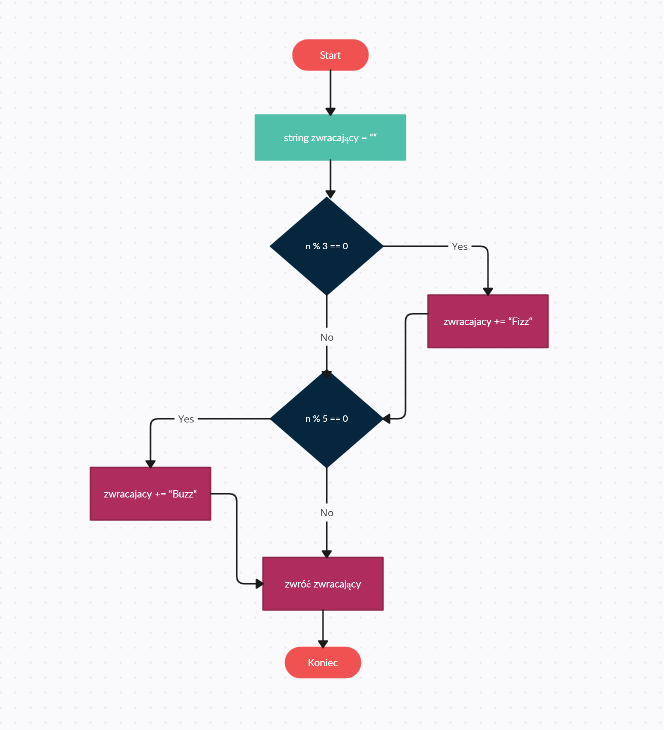 Start
string zwracający = “”
n % 3 == 0
Yes
zwracajacy += “Fizz”
No
n % 5 == 0
Yes
zwracajacy += “Buzz”
No
zwróć zwracający
Koniec